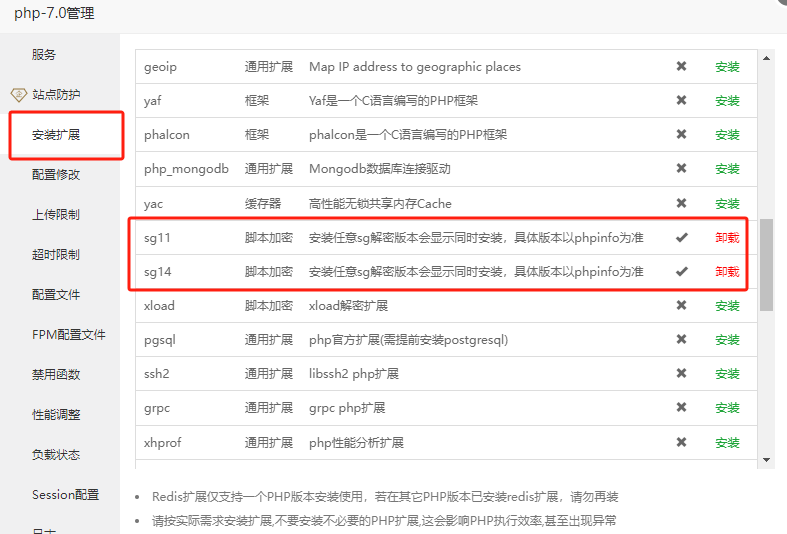 php-7.0管理
服务
站点防护
安装扩展
配置修改
上传限制
超时限制
配置文件
FPM配置文件
禁用函数
性能调整
负载状态
Session配置
日志
geoip 通用扩展 Map IP address to geographic places ✖ 安装
yaf 框架 Yaf是一个C语言编写的PHP框架 ✖ 安装
phalcon 框架 phalcon是一个C语言编写的PHP框架 ✖ 安装
php_mongodb 通用扩展 Mongodb数据库连接驱动 ✖ 安装
yac 缓存器 高性能无锁共享内存Cache ✖ 安装
sg11 脚本加密 安装任意sg解密版本会显示同时安装，具体版本以phpinfo为准 ✔ 卸载
sg14 脚本加密 安装任意sg解密版本会显示同时安装，具体版本以phpinfo为准 ✔ 卸载
xload 脚本加密 xload解密扩展 ✖ 安装
pgsql 通用扩展 php官方扩展(需提前安装postgresql) ✖ 安装
ssh2 通用扩展 libssh2 php扩展 ✖ 安装
grpc 通用扩展 grpc php扩展 ✖ 安装
xhprof 通用扩展 php性能分析扩展 ✖ 安装
• Redis扩展仅支持一个PHP版本安装使用，若在其它PHP版本已安装redis扩展，请勿再装
• 请按实际需求安装扩展,不要安装不必要的PHP扩展,这会影响PHP执行效率,甚至出现异常